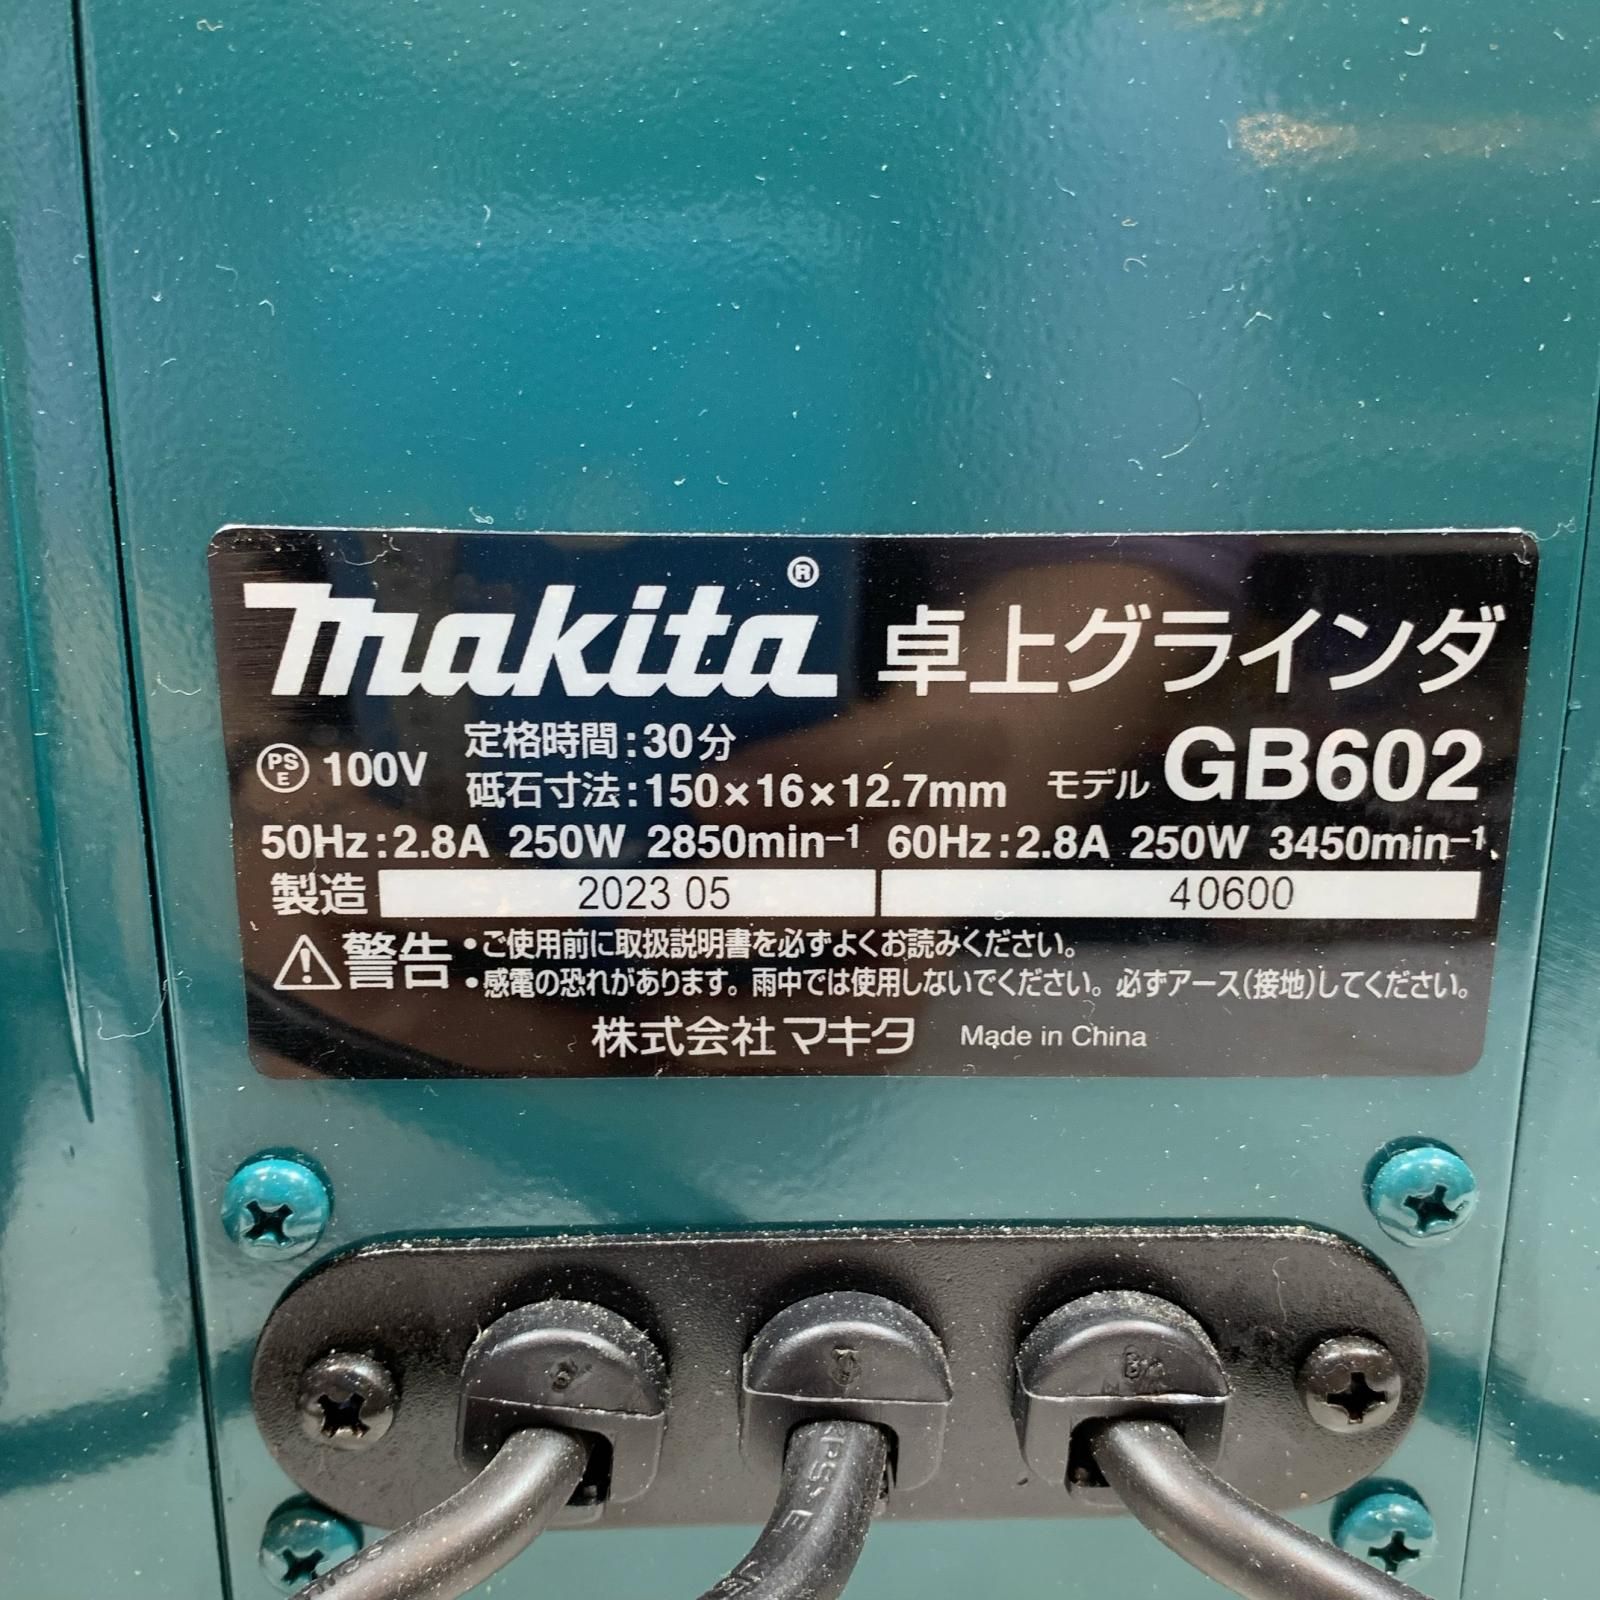 makita® 卓上グラインダ
PSE 100V 定格時間:30分
砥石寸法:150×16×12.7mm モデル GB602
50Hz:2.8A 250W 2850min⁻¹ 60Hz:2.8A 250W 3450min⁻¹
製造 2023 05 40600
警告 ・ご使用前に取扱説明書を必ずよくお読みください。
・感電の恐れがあります。雨中では使用しないでください。必ずアース(接地)してください。
株式会社 マキタ Made in China
PS E